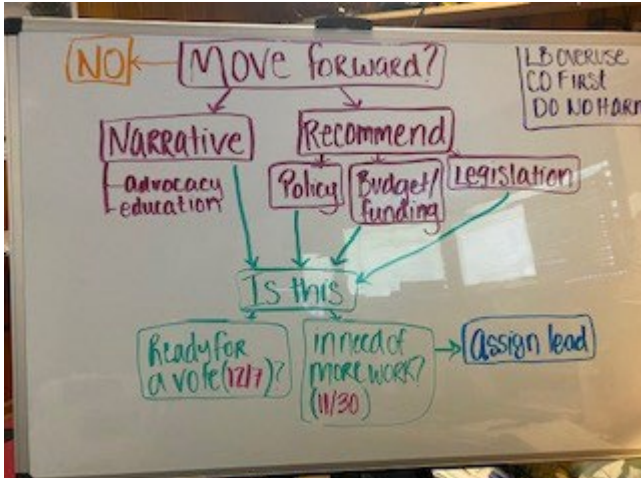 NO
MOVE forward?
LB OVERUSE
CO FIRST
DO NO HARM
NARRATIVE
advocacy
education
Recommend
Policy
Budget/
funding
Legislation
Is this
Ready for
a vote (12/7)?
in need of
MORE WORK?
(11/30)
Assign lead